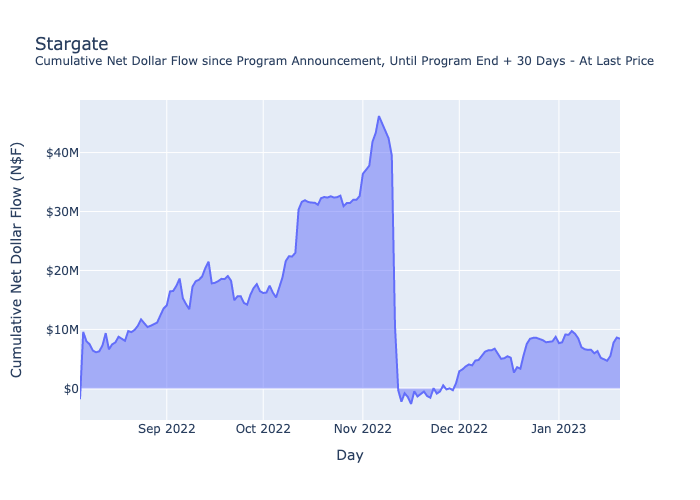 Stargate
Cumulative Net Dollar Flow since Program Announcement, Until Program End + 30 Days - At Last Price
Cumulative Net Dollar Flow (N$F)
$40M
$30M
$20M
$10M
$0
Sep 2022
Oct 2022
Nov 2022
Dec 2022
Jan 2023
Day